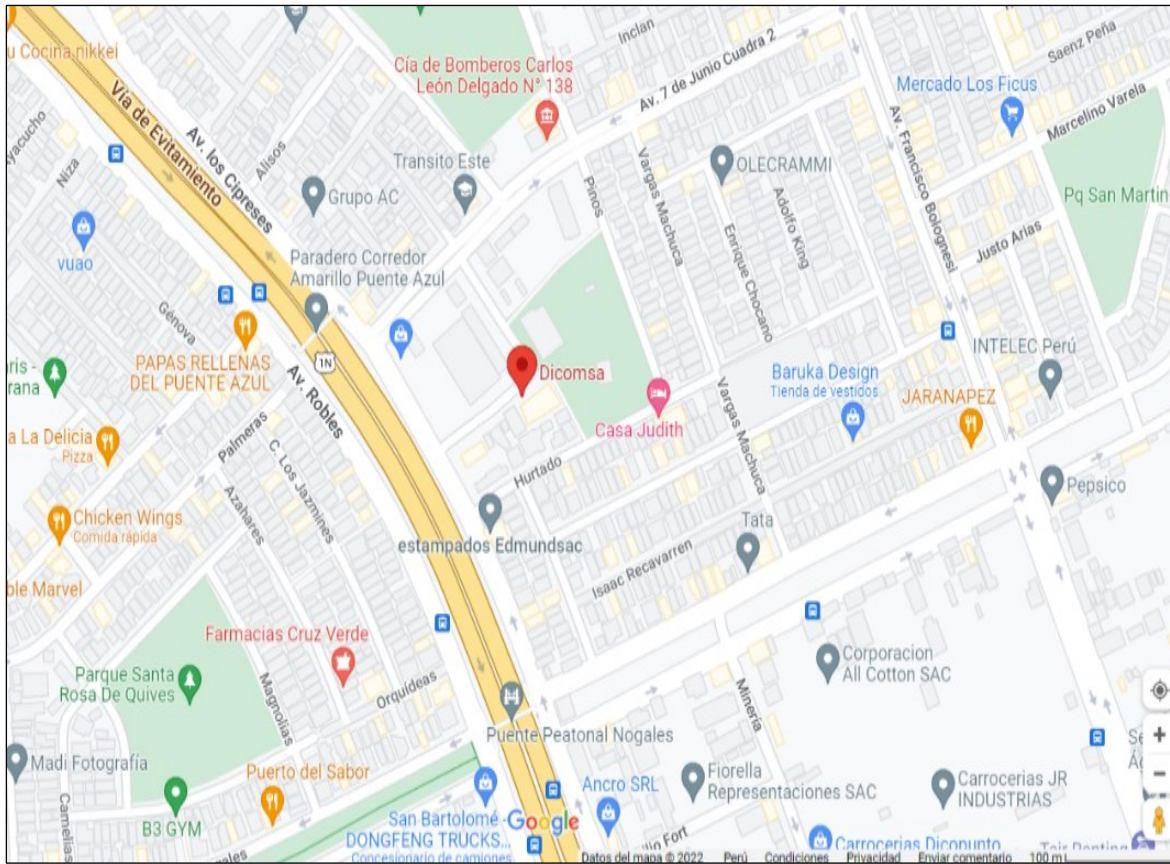 Inclan
Saenz Peña
u Cocina nikkei
Cía de Bomberos Carlos
León Delgado N° 138
Av. 7 de Junio Cuadra 2
Mercado Los Ficus
Marcelino Varela
Vía de Evitamiento
Av. los Cipreses
Ayacucho
Niza
Alisos
Transito Este
Grupo AC
Pinos
Vargas Machuca
OLECRAMMI
Adolfo King
Enrique Chocano
Av. Francisco Bolognesi
Pq San Martin
Justo Arias
vuao
Paradero Corredor
Amarillo Puente Azul
Génova
PAPAS RELLENAS
DEL PUENTE AZUL
1N
Av. Robles
Dicomsa
Casa Judith
Vargas Machuca
Baruka Design
Tienda de vestidos
INTELEC Perú
JARANAPEZ
ris -
rana
a La Delicia
Pizza
Palmeras
C. Los Jazmines
Azahares
Hurtado
Chicken Wings
Comida rápida
estampados Edmundsac
Isaac Recavarren
Tata
Pepsico
ble Marvel
Farmacias Cruz Verde
Parque Santa
Rosa De Quives
Magnolias
Orquídeas
Corporacion
All Cotton SAC
Minería
Puente Peatonal Nogales
Madi Fotografía
Puerto del Sabor
B3 GYM
Camelias
Ancro SRL
Fiorella
Representaciones SAC
Carrocerias JR
INDUSTRIAS
San Bartolomé -
DONGFENG TRUCKS...
Concesionario de camiones
Google
Carrocerias Dicopunto
Datos del mapa © 2022
Perú
Condiciones
Privacidad
Enviar comentario
100 m